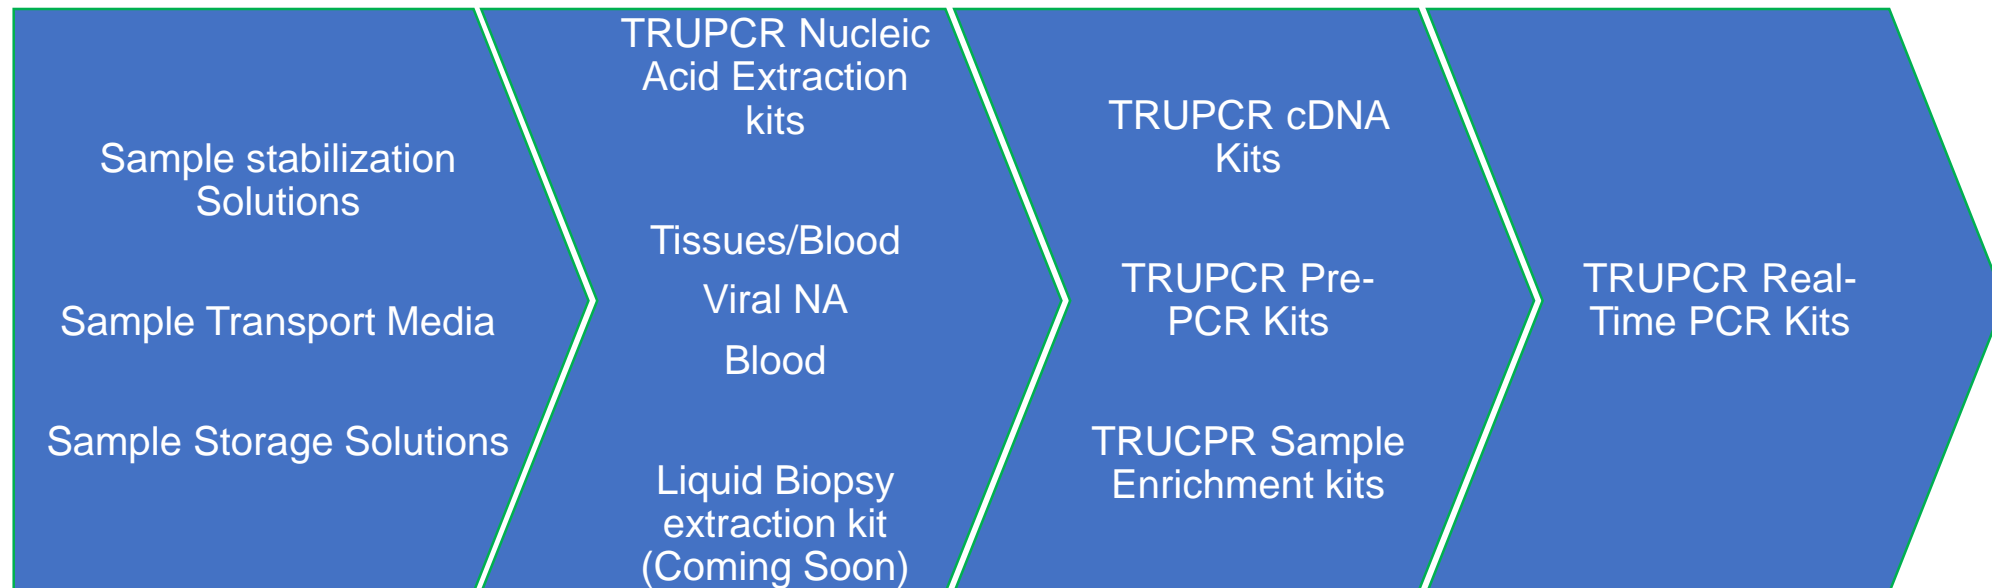 Sample stabilization
Solutions
Sample Transport Media
Sample Storage Solutions
TRUPCR Nucleic
Acid Extraction
kits
Tissues/Blood
Viral NA
Blood
Liquid Biopsy
extraction kit
(Coming Soon)
TRUPCR cDNA
Kits
TRUPCR Pre-
PCR Kits
TRUCPR Sample
Enrichment kits
TRUPCR Real-
Time PCR Kits